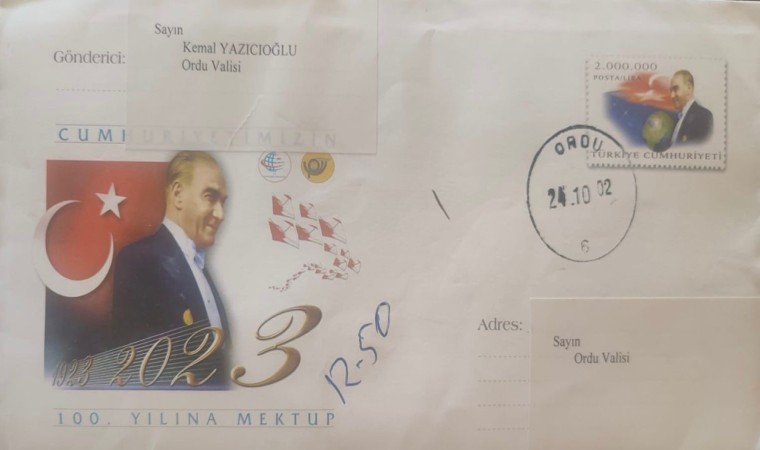 Sayın
Kemal YAZICIOĞLU
Ordu Valisi
Gönderici:
CUMHURİYETİMİZİN
1923 2023
100. YILINA MEKTUP
12-50
2.000.000
POSTA/LİRA
TÜRKİYE CUMHURİYETİ
ORDU
24.10 02
6
Adres:
Sayın
Ordu Valisi